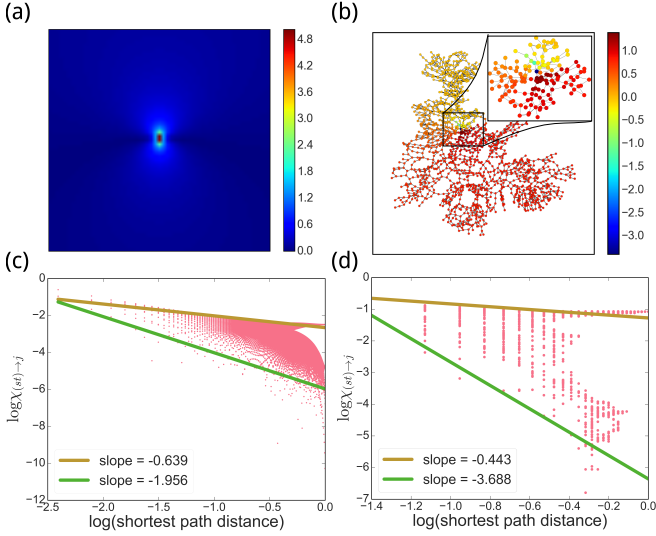 (a)
4.8
4.2
3.6
3.0
2.4
1.8
1.2
0.6
0.0
(b)
1.0
0.5
0.0
−0.5
−1.0
−1.5
−2.0
−2.5
−3.0
(c)
0
−2
−4
−6
−8
−10
−12
logχ(st)→j
slope = -0.639
slope = -1.956
−2.5 −2.0 −1.5 −1.0 −0.5 0.0
log(shortest path distance)
(d)
0
−1
−2
−3
−4
−5
−6
−7
logχ(st)→j
slope = -0.443
slope = -3.688
−1.4 −1.2 −1.0 −0.8 −0.6 −0.4 −0.2 0.0
log(shortest path distance)